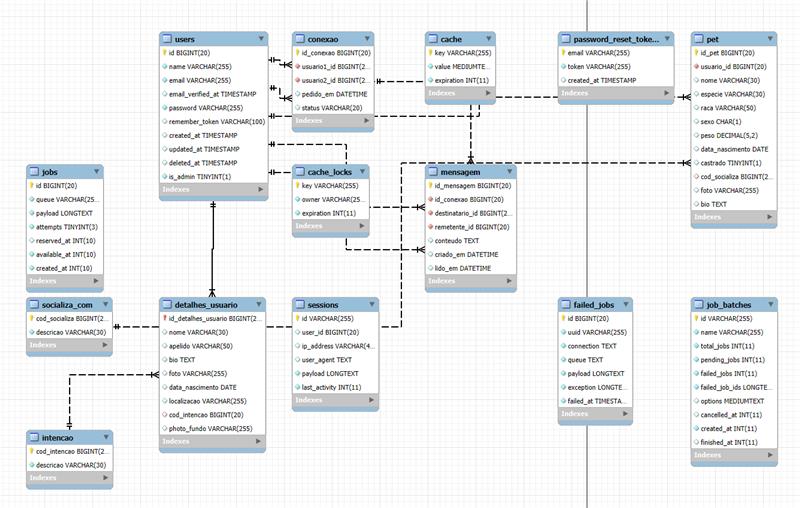 users
id BIGINT(20)
name VARCHAR(255)
email VARCHAR(255)
email_verified_at TIMESTAMP
password VARCHAR(255)
remember_token VARCHAR(100)
created_at TIMESTAMP
updated_at TIMESTAMP
deleted_at TIMESTAMP
is_admin TINYINT(1)
Indexes
conexao
id_conexao BIGINT(20)
usuario1_id BIGINT(2...
usuario2_id BIGINT(2...
pedido_em DATETIME
status VARCHAR(20)
Indexes
cache
key VARCHAR(255)
value MEDIUMTE...
expiration INT(11)
Indexes
password_reset_toke...
email VARCHAR(255)
token VARCHAR(255)
created_at TIMESTAMP
Indexes
pet
id_pet BIGINT(20)
usuario_id BIGINT(20)
nome VARCHAR(30)
especie VARCHAR(30)
raca VARCHAR(50)
sexo CHAR(1)
peso DECIMAL(5,2)
data_nascimento DATE
castrado TINYINT(1)
cod_socializa BIGINT(2...
foto VARCHAR(255)
bio TEXT
Indexes
jobs
id BIGINT(20)
queue VARCHAR(25...
payload LONGTEXT
attempts TINYINT(3)
reserved_at INT(10)
available_at INT(10)
created_at INT(10)
Indexes
cache_locks
key VARCHAR(255)
owner VARCHAR(25...
expiration INT(11)
Indexes
mensagem
id_mensagem BIGINT(20)
id_conexao BIGINT(20)
destinatario_id BIGINT(2...
remetente_id BIGINT(20)
conteudo TEXT
criado_em DATETIME
lido_em DATETIME
Indexes
socializa_com
cod_socializa BIGINT(2...
descricao VARCHAR(30)
Indexes
detalhes_usuario
id_detalhes_usuario BIGINT(2...
nome VARCHAR(30)
apelido VARCHAR(50)
bio TEXT
foto VARCHAR(255)
data_nascimento DATE
localizacao VARCHAR(255)
cod_intencao BIGINT(20)
photo_fundo VARCHAR(255)
Indexes
sessions
id VARCHAR(255)
user_id BIGINT(20)
ip_address VARCHAR(4...
user_agent TEXT
payload LONGTEXT
last_activity INT(11)
Indexes
failed_jobs
id BIGINT(20)
uuid VARCHAR(255)
connection TEXT
queue TEXT
payload LONGTEXT
exception LONGTE...
failed_at TIMESTA...
Indexes
job_batches
id VARCHAR(255)
name VARCHAR(255)
total_jobs INT(11)
pending_jobs INT(11)
failed_jobs INT(11)
failed_job_ids LONGTE...
options MEDIUMTEXT
cancelled_at INT(11)
created_at INT(11)
finished_at INT(11)
Indexes
intencao
cod_intencao BIGINT(2...
descricao VARCHAR(30)
Indexes